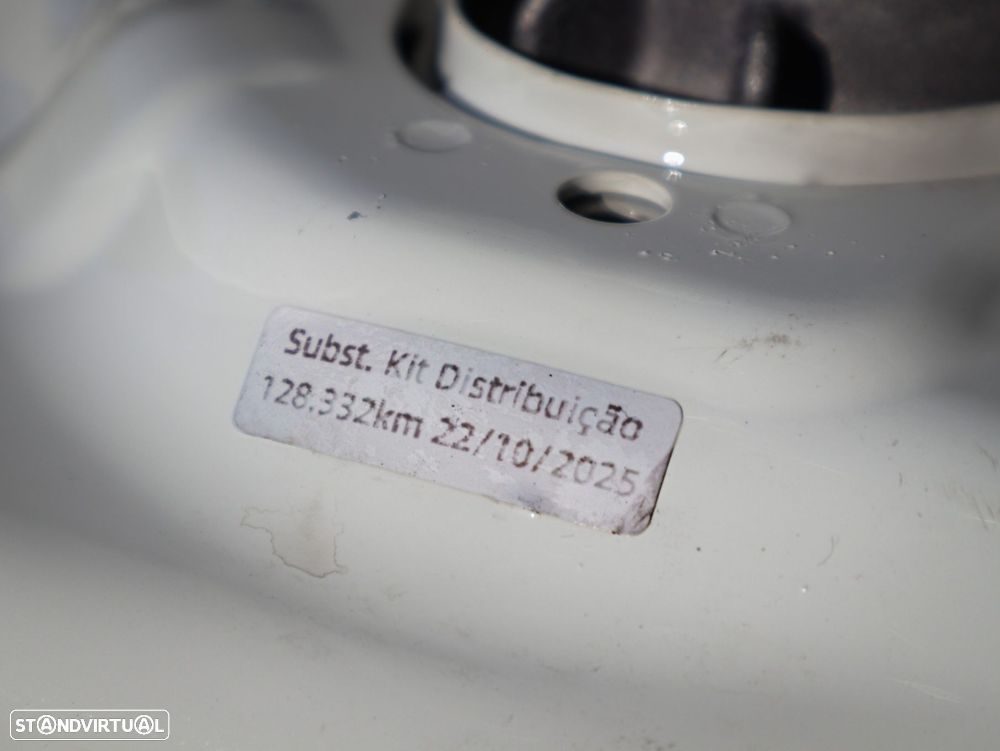 Subst. Kit Distribuição
128.332km 22/10/2025
STANDVIRTUAL